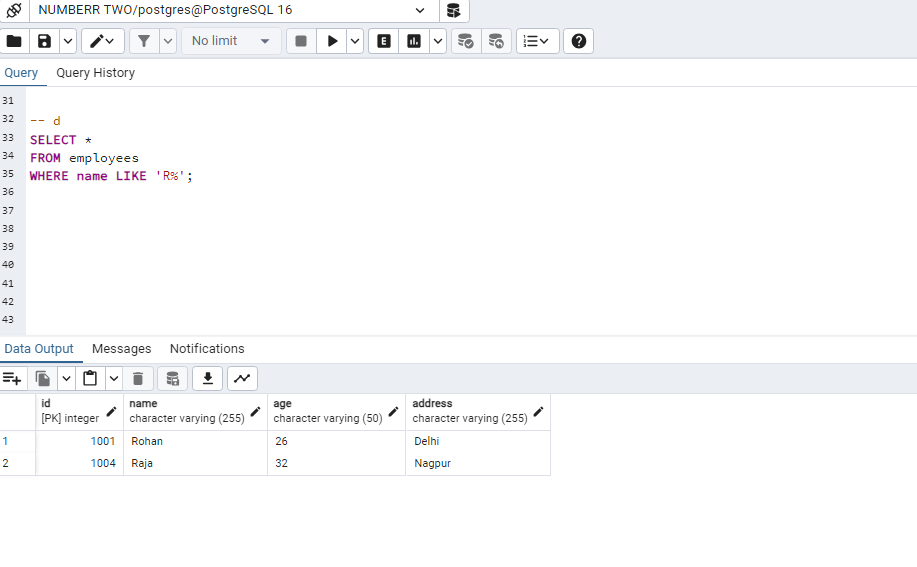 NUMBERR TWO/postgres@PostgreSQL 16
No limit
E
Query Query History
31
32 -- d
33 SELECT *
34 FROM employees
35 WHERE name LIKE 'R%';
36
37
38
39
40
41
42
43
Data Output Messages Notifications
id name age address
[PK] integer character varying (255) character varying (50) character varying (255)
1 1001 Rohan 26 Delhi
2 1004 Raja 32 Nagpur